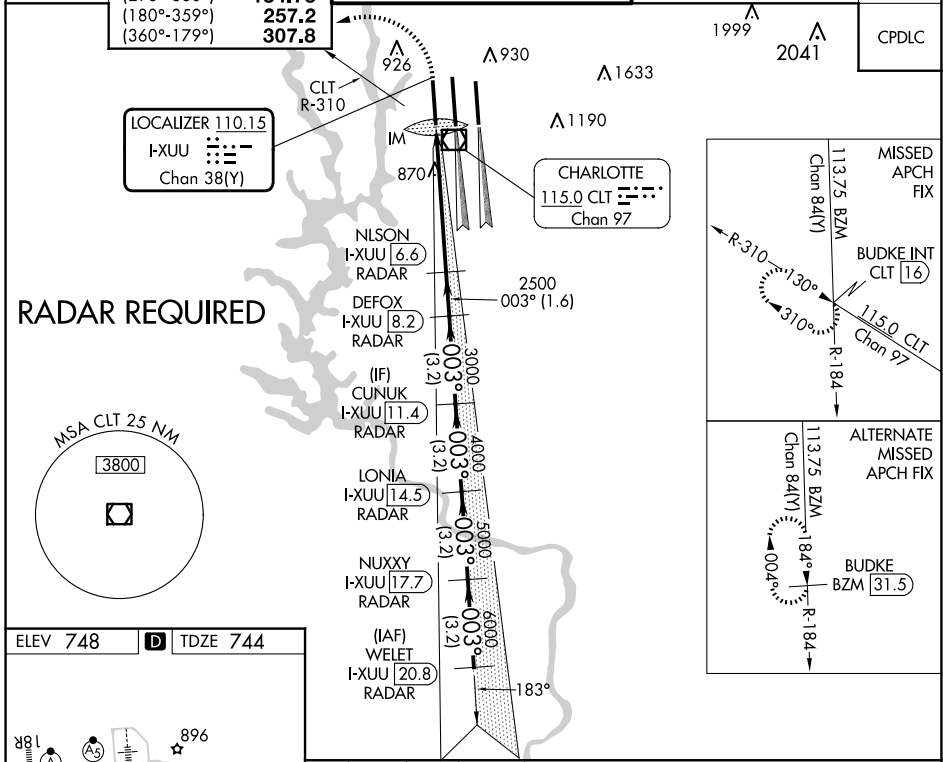 (180°-359°) 257.2
(360°-179°) 307.8
926
930
1633
1190
1999
2041
CPDLC
CLT
R-310
LOCALIZER 110.15
I-XUU
Chan 38(Y)
IM
870
CHARLOTTE
115.0 CLT
Chan 97
NLSON
I-XUU 6.6
RADAR
2500
003° (1.6)
DEFOX
I-XUU 8.2
RADAR
003°
(3.2)
3000
(IF)
CUNUK
I-XUU 11.4
RADAR
003°
(3.2)
4000
LONIA
I-XUU 14.5
RADAR
003°
(3.2)
5000
NUXXY
I-XUU 17.7
RADAR
003°
(3.2)
6000
(IAF)
WELET
I-XUU 20.8
RADAR
183°
RADAR REQUIRED
MSA CLT 25 NM
3800
MISSED
APCH
FIX
113.75 BZM
Chan 84(Y)
BUDKE INT
CLT 16
R-310
130°
310°
115.0 CLT
Chan 97
R-184
ALTERNATE
MISSED
APCH FIX
113.75 BZM
Chan 84(Y)
184°
004°
BUDKE
BZM 31.5
R-184
ELEV 748 D TDZE 744
18R
A5
896